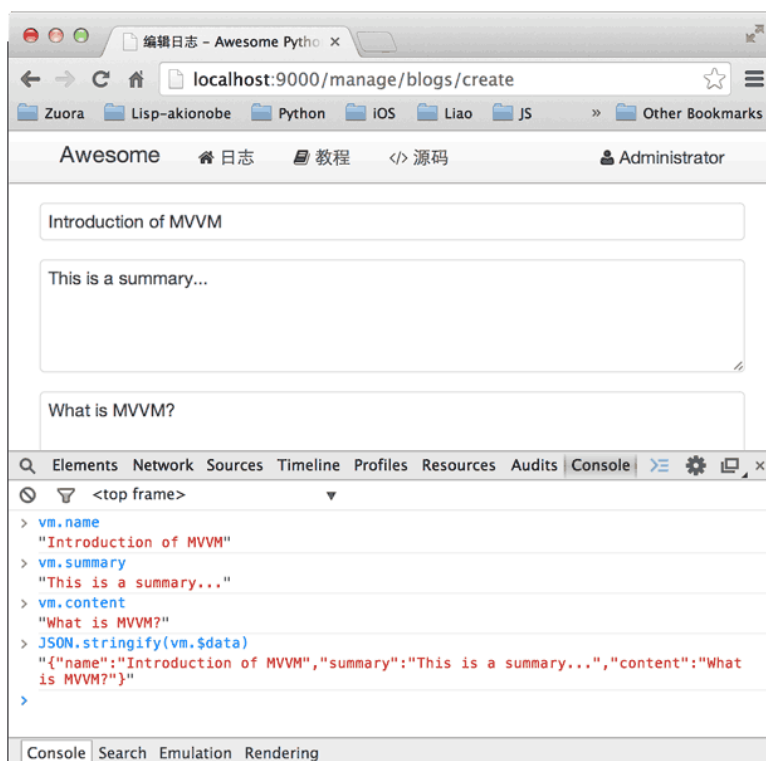 编辑日志 – Awesome Pytho
localhost:9000/manage/blogs/create
Zuora Lisp-akionobe Python iOS Liao JS » Other Bookmarks
Awesome 日志 教程 </> 源码 Administrator
Introduction of MVVM
This is a summary...
What is MVVM?
Elements Network Sources Timeline Profiles Resources Audits Console
<top frame>
> vm.name
"Introduction of MVVM"
> vm.summary
"This is a summary..."
> vm.content
"What is MVVM?"
> JSON.stringify(vm.$data)
"{"name":"Introduction of MVVM","summary":"This is a summary...","content":"What
is MVVM?"}"
>
Console Search Emulation Rendering